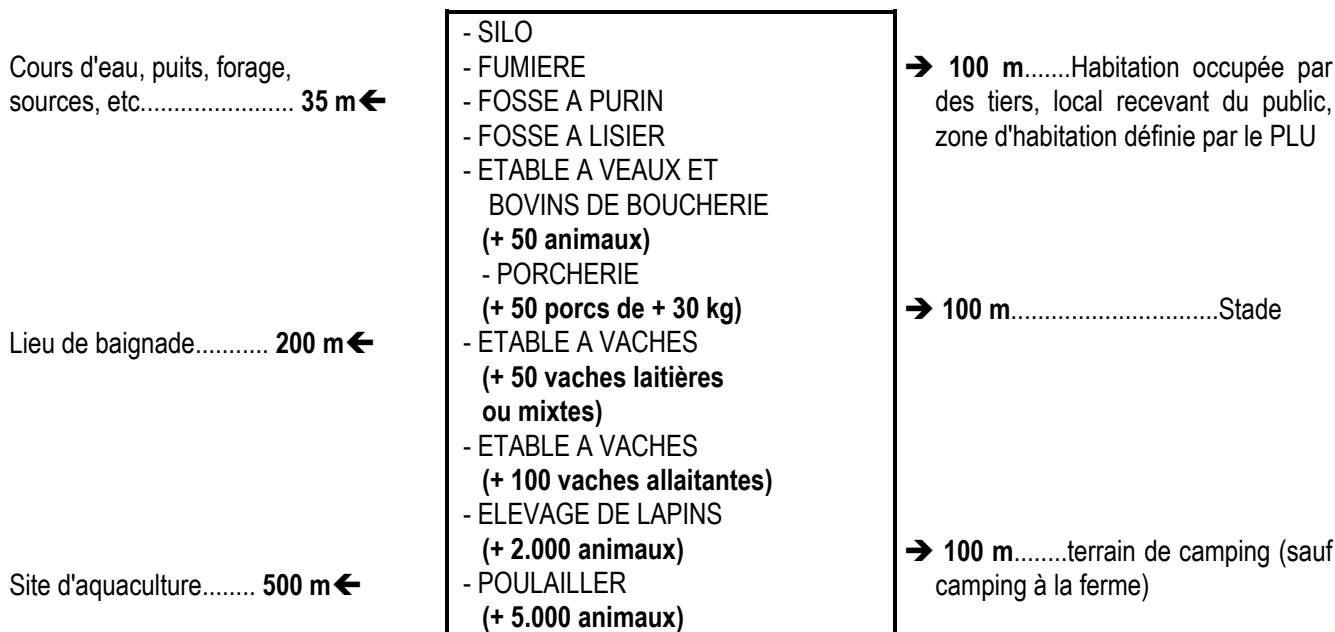 Cours d'eau, puits, forage,
sources, etc....................... 35 m🡸
Lieu de baignade........... 200 m🡸
Site d'aquaculture........ 500 m🡸
- SILO
- FUMIERE
- FOSSE A PURIN
- FOSSE A LISIER
- ETABLE A VEAUX ET
BOVINS DE BOUCHERIE
(+ 50 animaux)
- PORCHERIE
(+ 50 porcs de + 30 kg)
- ETABLE A VACHES
(+ 50 vaches laitières
ou mixtes)
- ETABLE A VACHES
(+ 100 vaches allaitantes)
- ELEVAGE DE LAPINS
(+ 2.000 animaux)
- POULAILLER
(+ 5.000 animaux)
➔ 100 m.......Habitation occupée par
des tiers, local recevant du public,
zone d'habitation définie par le PLU
➔ 100 m...............................Stade
➔ 100 m........terrain de camping (sauf
camping à la ferme)